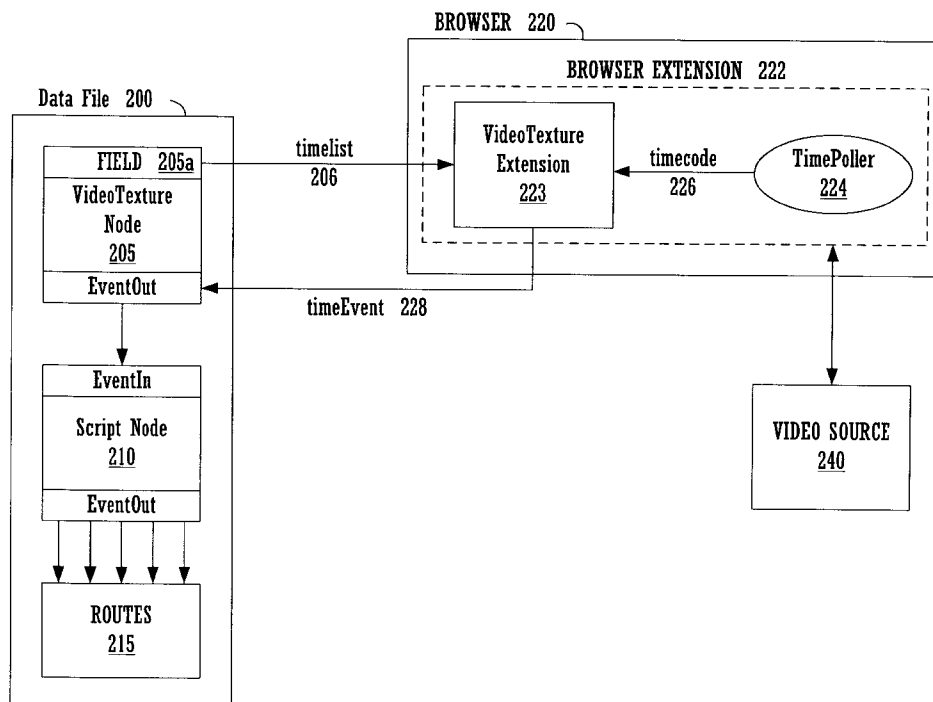 BROWSER 220
BROWSER EXTENSION 222
Data File 200
FIELD 205a
VideoTexture
Node
205
EventOut
timelist
206
VideoTexture
Extension
223
timecode
226
TimePoller
224
timeEvent 228
EventIn
Script Node
210
EventOut
VIDEO SOURCE
240
ROUTES
215